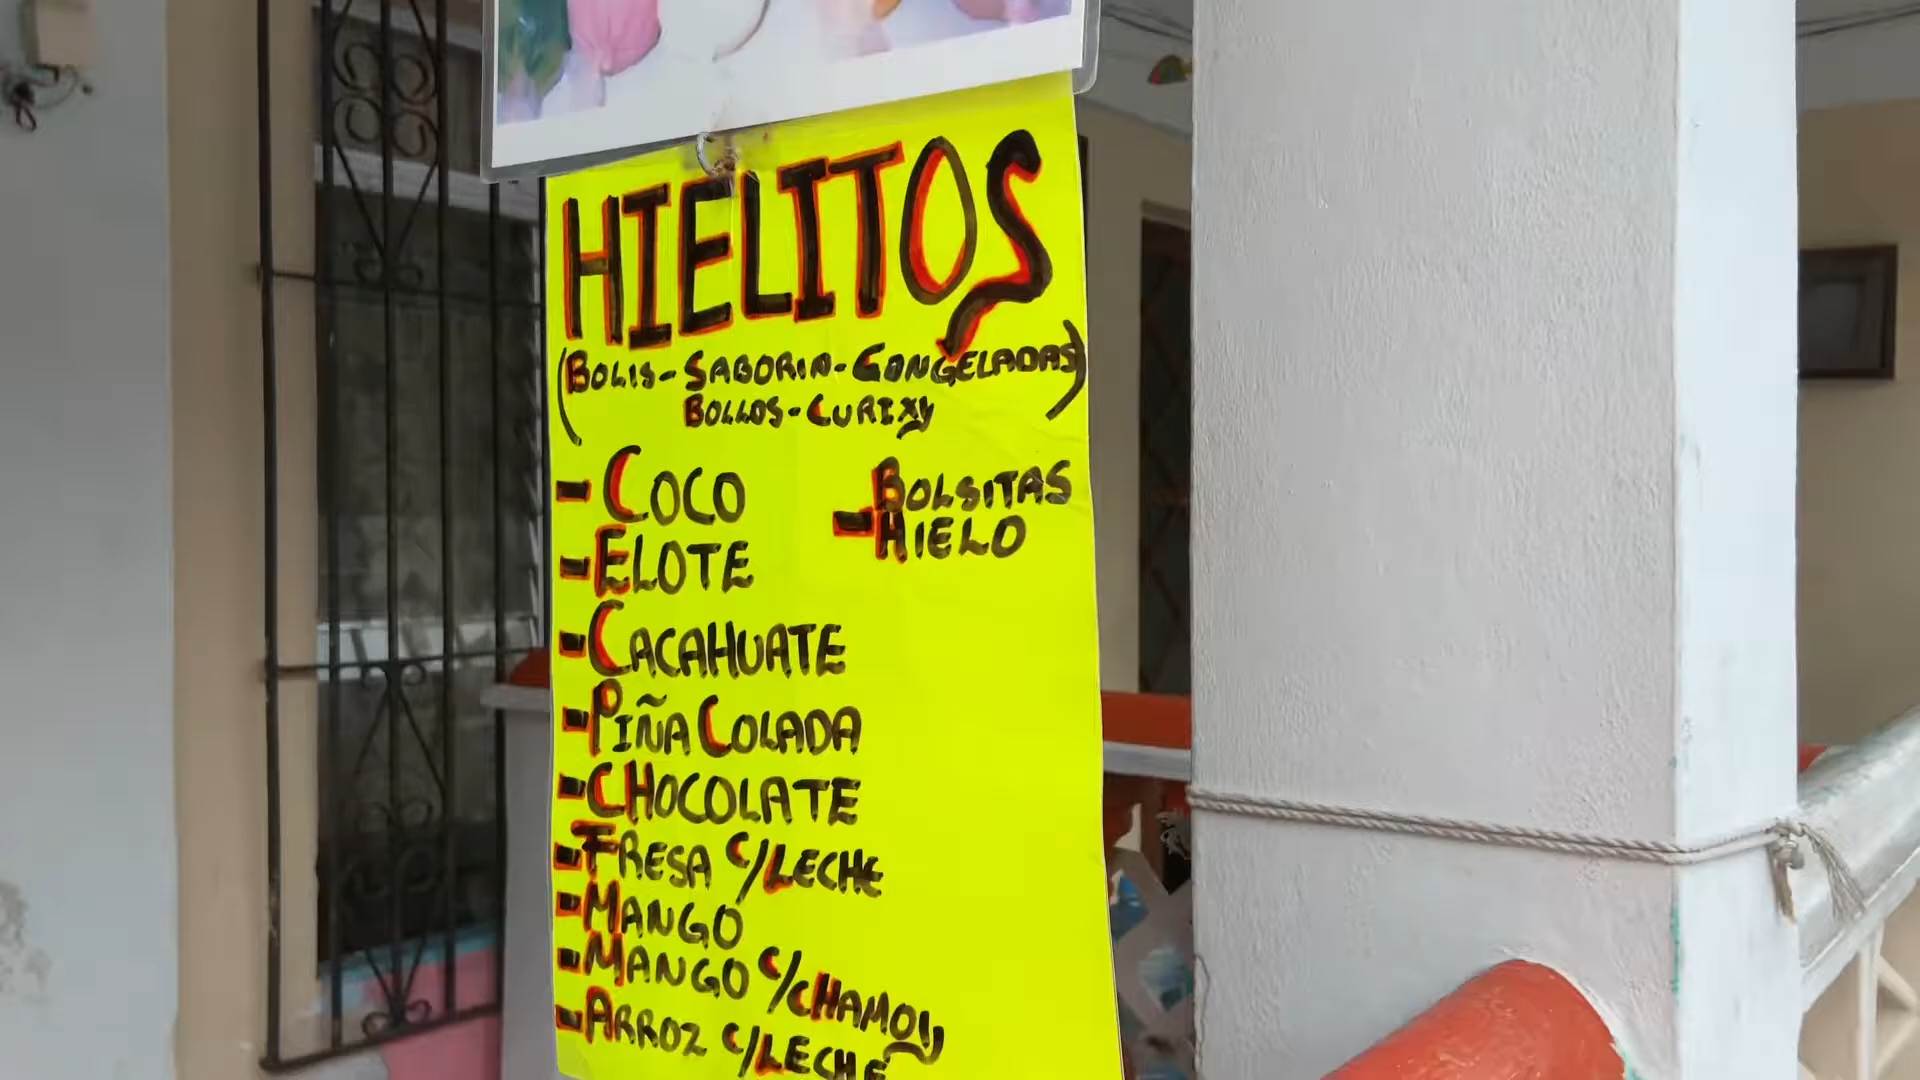 HIELITOS
(BOLIS-SABORIN-CONGELADAS)
BOLLOS-CURIXY
- COCO
- ELOTE
- CACAHUATE
- PIÑA COLADA
- CHOCOLATE
- FRESA C/LECHE
- MANGO
- MANGO C/CHAMOY
- ARROZ C/LECHE
- BOLSITAS
HIELO